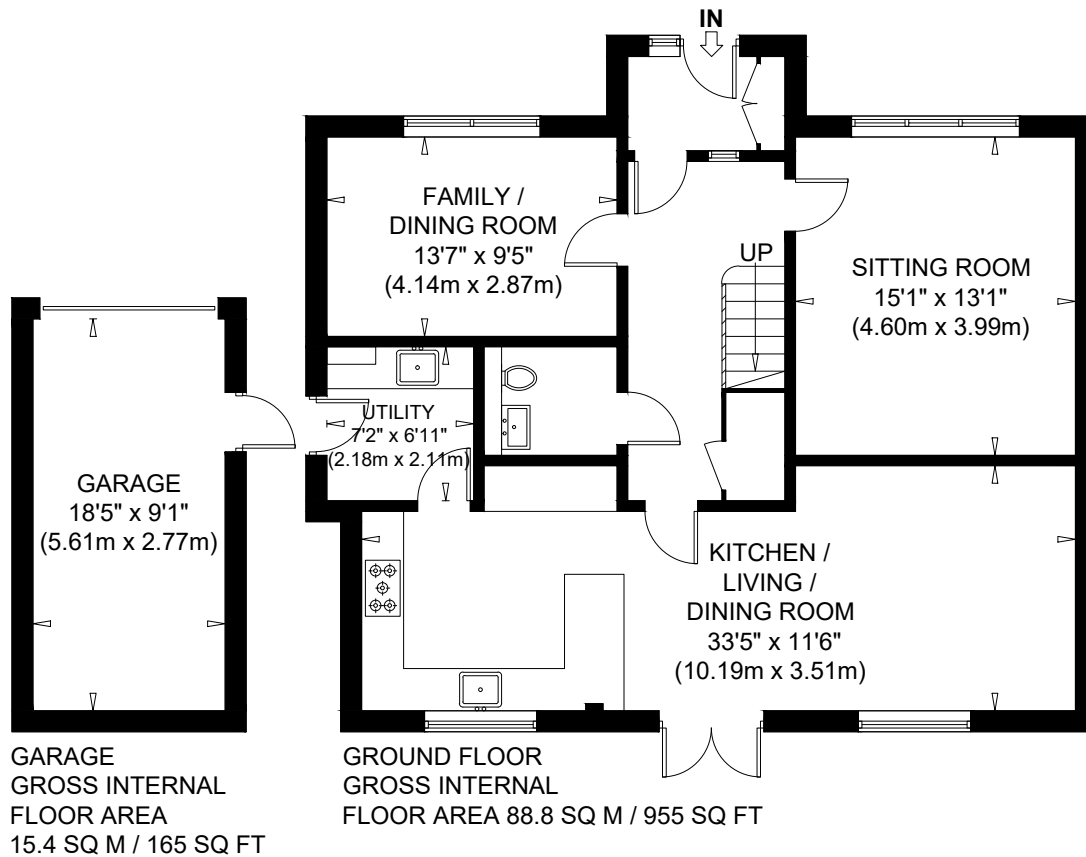 IN
FAMILY /
DINING ROOM
13'7" x 9'5"
(4.14m x 2.87m)
UP
SITTING ROOM
15'1" x 13'1"
(4.60m x 3.99m)
UTILITY
7'2" x 6'11"
(2.18m x 2.11m)
GARAGE
18'5" x 9'1"
(5.61m x 2.77m)
KITCHEN /
LIVING /
DINING ROOM
33'5" x 11'6"
(10.19m x 3.51m)
GARAGE
GROSS INTERNAL
FLOOR AREA
15.4 SQ M / 165 SQ FT
GROUND FLOOR
GROSS INTERNAL
FLOOR AREA 88.8 SQ M / 955 SQ FT